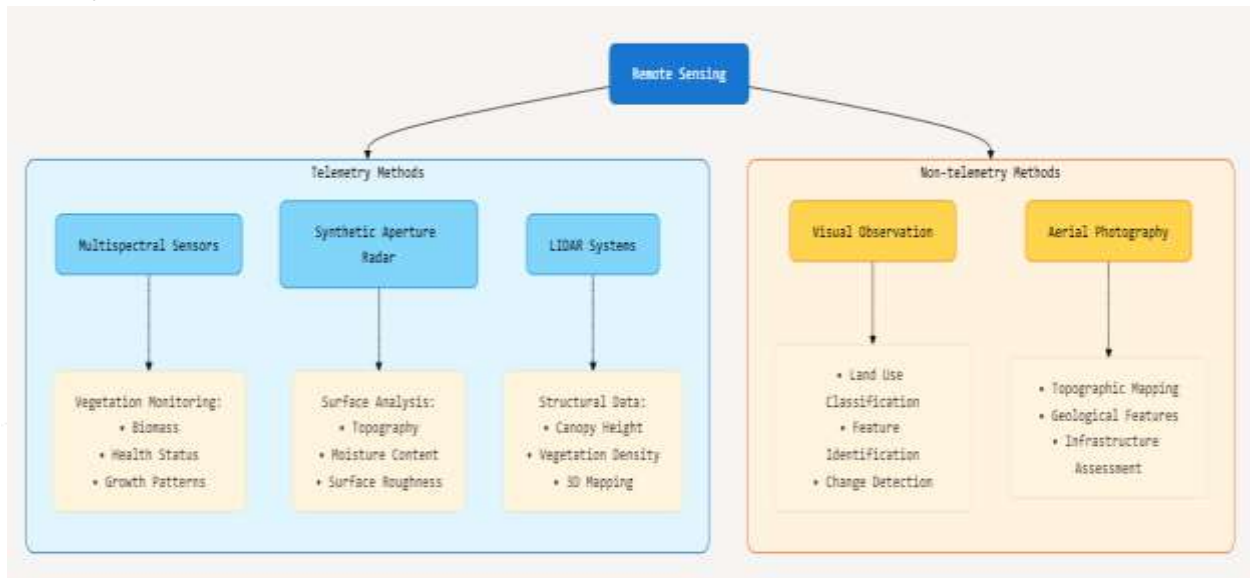 Remote Sensing
Telemetry Methods
Multispectral Sensors
Synthetic Aperture
Radar
LIDAR Systems
Vegetation Monitoring:
• Biomass
• Health Status
• Growth Patterns
Surface Analysis:
• Topography
• Moisture Content
• Surface Roughness
Structural Data:
• Canopy Height
• Vegetation Density
• 3D Mapping
Non-telemetry Methods
Visual Observation
Aerial Photography
• Land Use
Classification
• Feature
Identification
• Change Detection
• Topographic Mapping
• Geological Features
• Infrastructure
Assessment